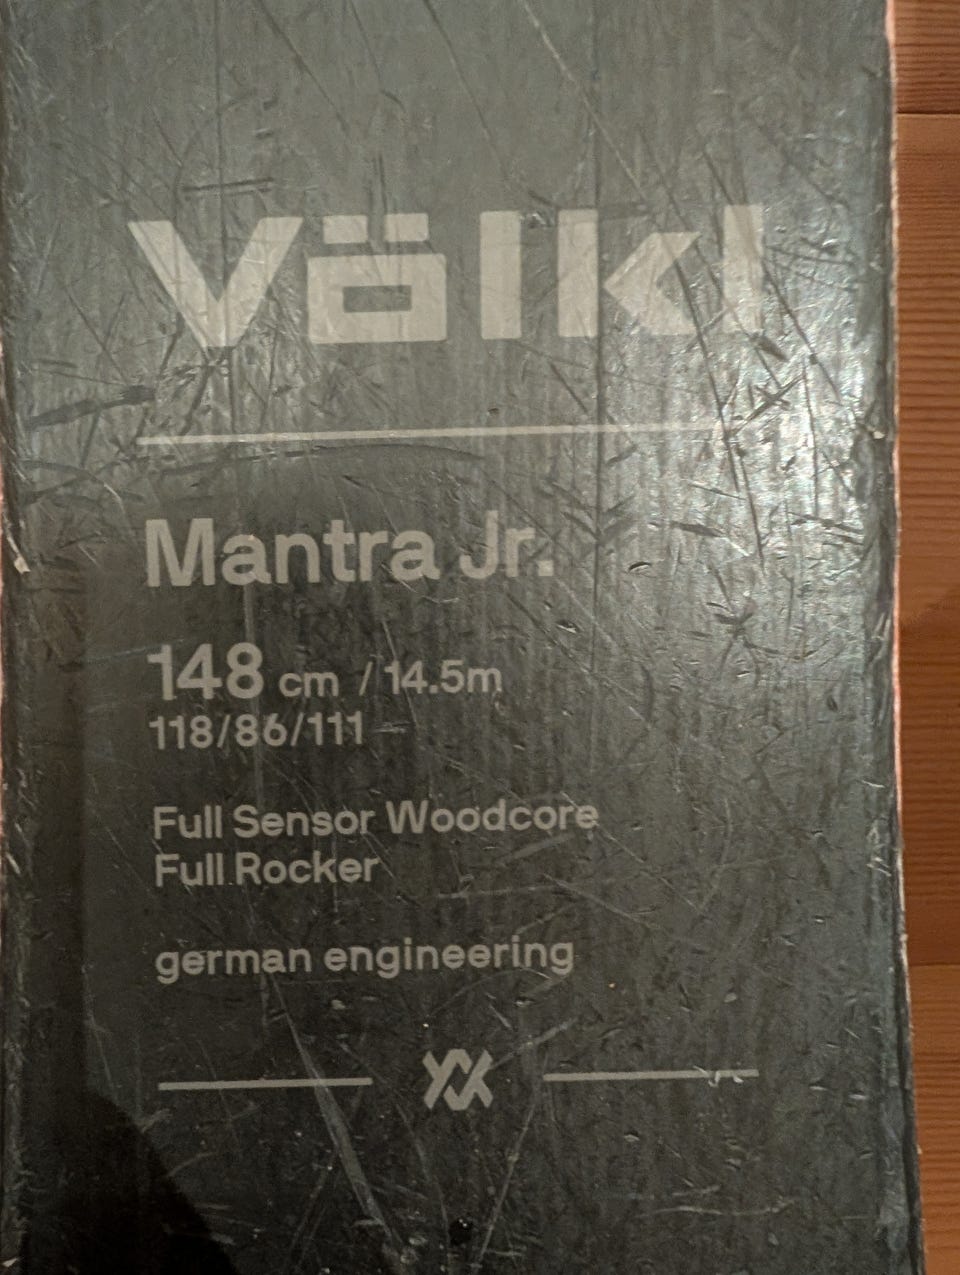 Völkl
Mantra Jr.
148 cm / 14.5m
118/86/111
Full Sensor Woodcore
Full Rocker
german engineering